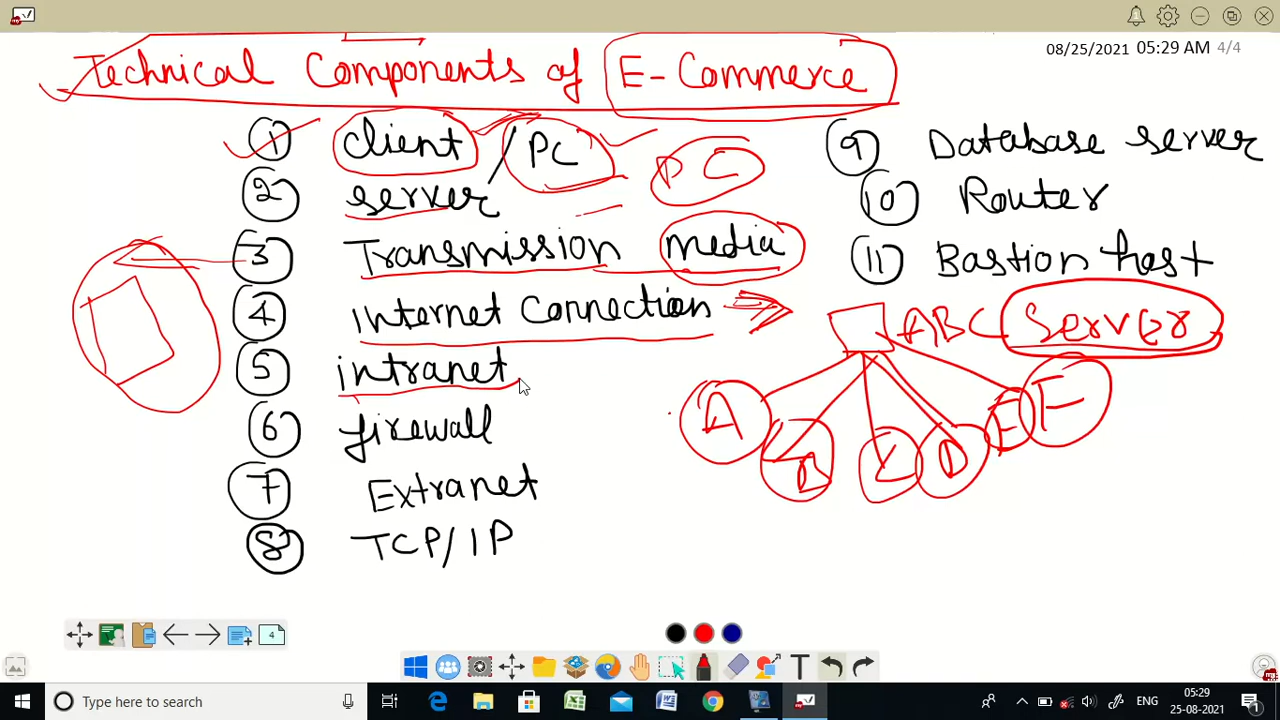 08/25/2021 05:29 AM 4/4
Technical Components of E-Commerce
1 client / PC PC
2 server
3 Transmission media
4 internet Connection
5 intranet
6 firewall
7 Extranet
8 TCP/IP
9 Database server
10 Router
11 Bastion host
ABC Server
A B C D E F
4
T
Type here to search
ENG
05:29
25-08-2021